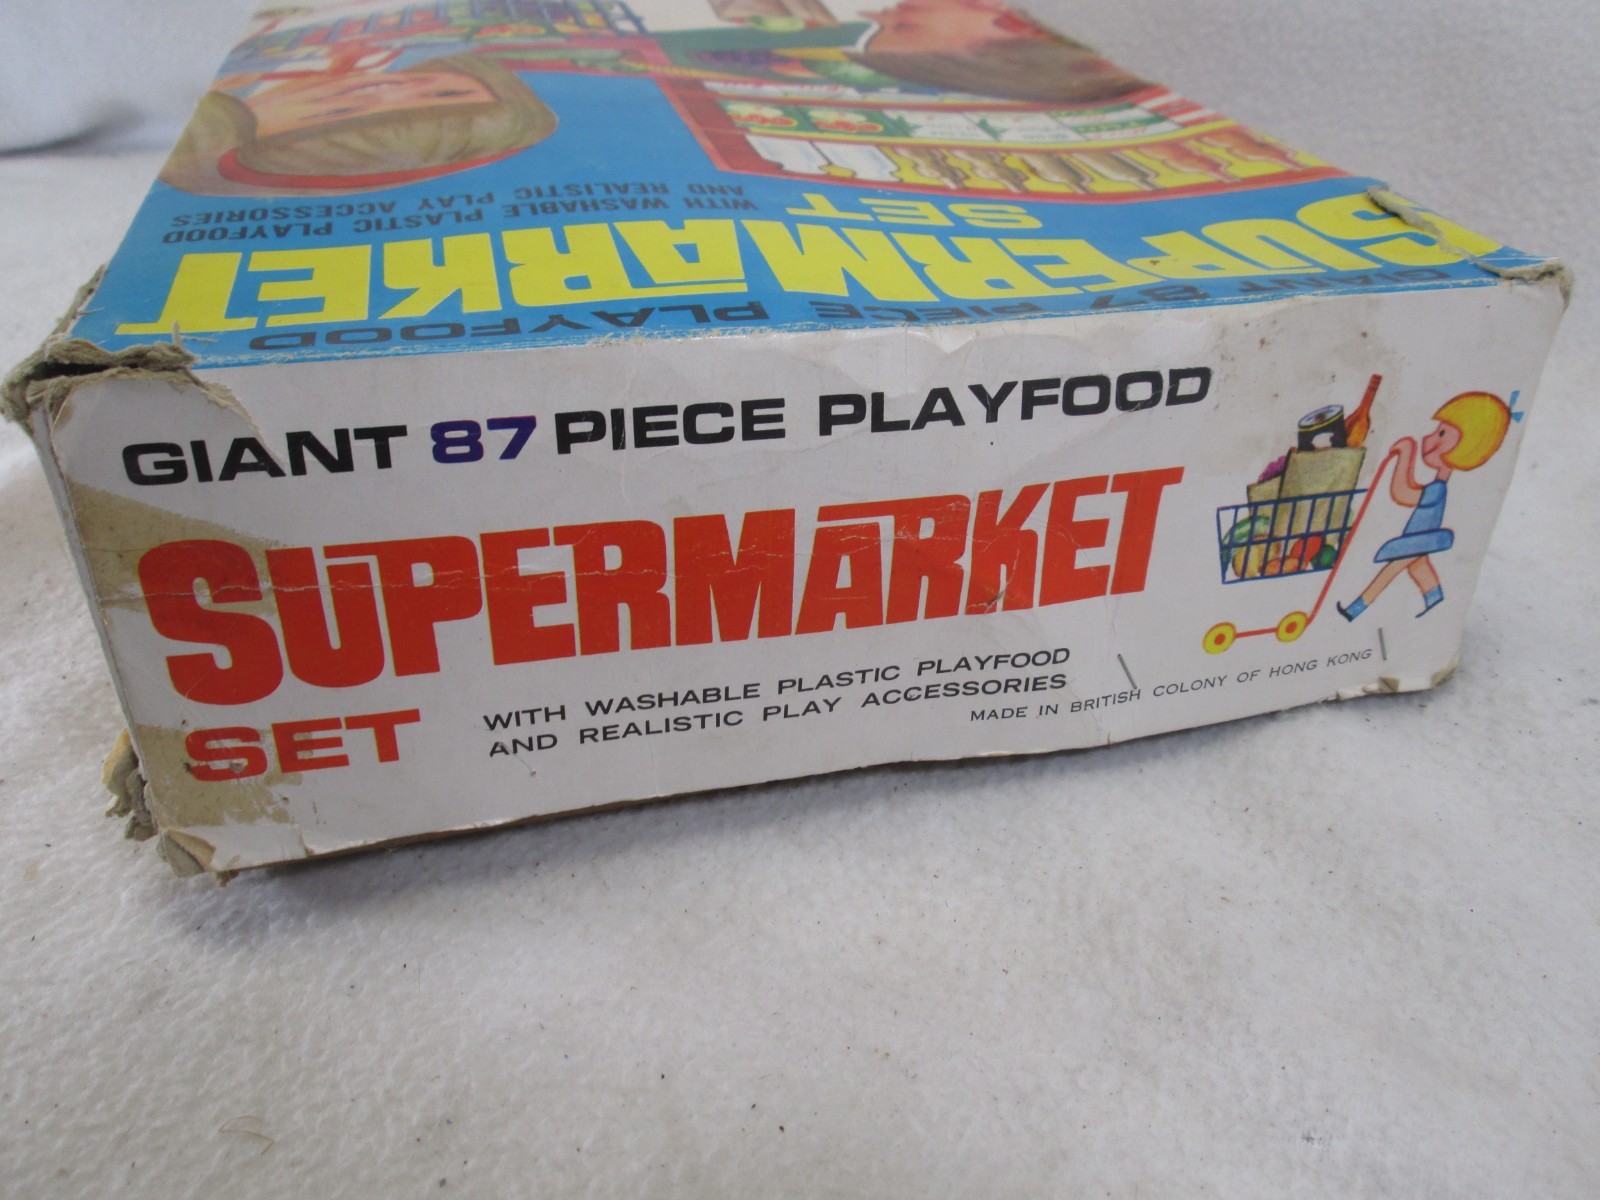 GIANT 87 PIECE PLAYFOOD
SUPERMARKET
SET
WITH WASHABLE PLASTIC PLAYFOOD
AND REALISTIC PLAY ACCESSORIES
GIANT 87 PIECE PLAYFOOD
SUPERMARKET
SET
WITH WASHABLE PLASTIC PLAYFOOD
AND REALISTIC PLAY ACCESSORIES
MADE IN BRITISH COLONY OF HONG KONG